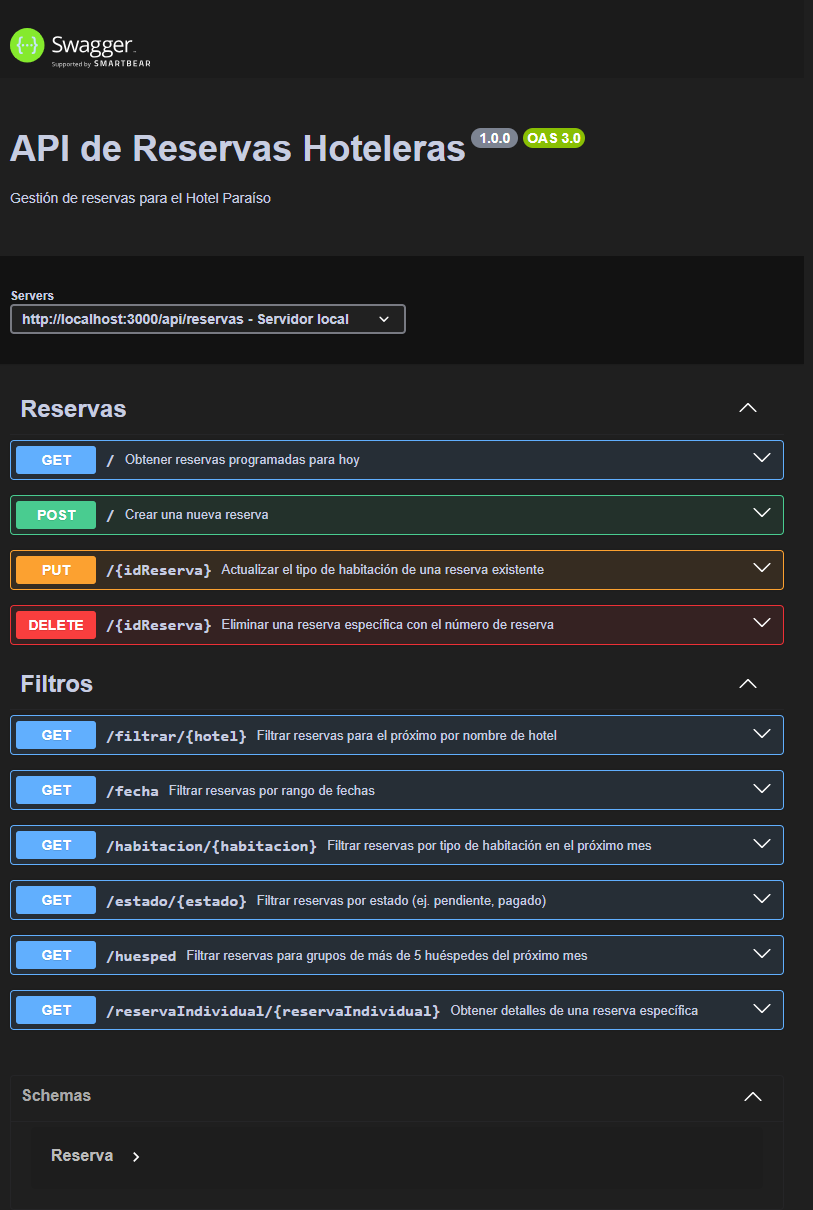 Swagger.
Supported by SMARTBEAR
API de Reservas Hoteleras 1.0.0 OAS 3.0
Gestión de reservas para el Hotel Paraíso
Servers
http://localhost:3000/api/reservas - Servidor local
Reservas
GET / Obtener reservas programadas para hoy
POST / Crear una nueva reserva
PUT /{idReserva} Actualizar el tipo de habitación de una reserva existente
DELETE /{idReserva} Eliminar una reserva específica con el número de reserva
Filtros
GET /filtrar/{hotel} Filtrar reservas para el próximo por nombre de hotel
GET /fecha Filtrar reservas por rango de fechas
GET /habitacion/{habitacion} Filtrar reservas por tipo de habitación en el próximo mes
GET /estado/{estado} Filtrar reservas por estado (ej. pendiente, pagado)
GET /huesped Filtrar reservas para grupos de más de 5 huéspedes del próximo mes
GET /reservaIndividual/{reservaIndividual} Obtener detalles de una reserva específica
Schemas
Reserva